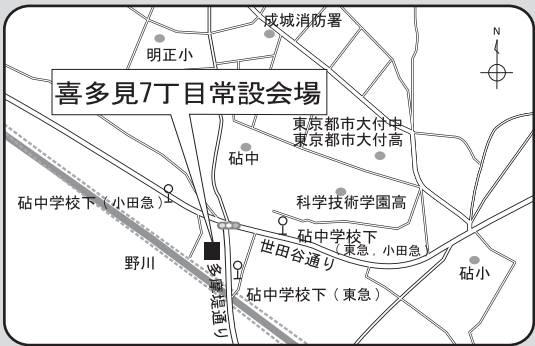 成城消防署
N
明正小
喜多見7丁目常設会場
東京都市大付中
東京都市大付高
砧中
科学技術学園高
砧中学校下（小田急）
砧中学校下
（東急，小田急）
世田谷通り
野川
砧小
多摩堤通り
砧中学校下（東急）